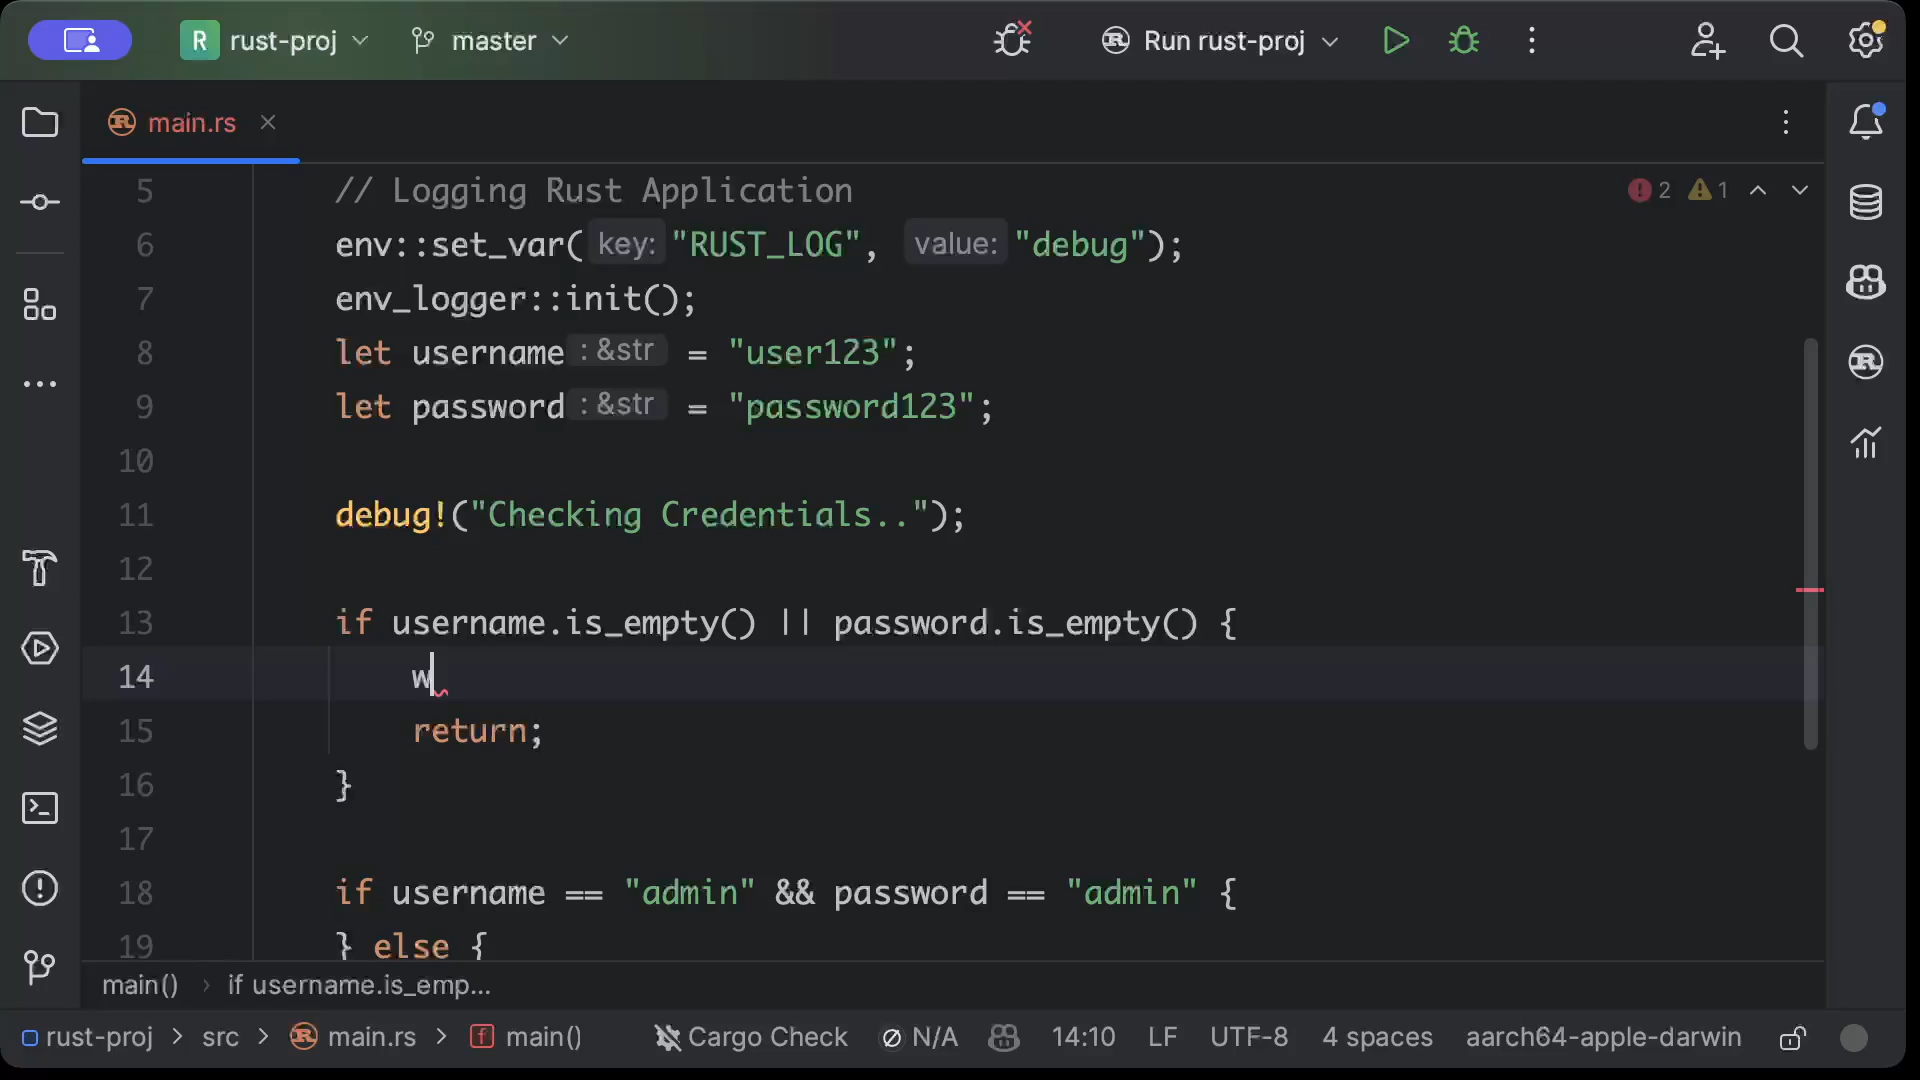 R rust-proj master Run rust-proj
main.rs
2 1
5 // Logging Rust Application
6 env::set_var( key: "RUST_LOG", value: "debug");
7 env_logger::init();
8 let username : &str = "user123";
9 let password : &str = "password123";
10
11 debug!("Checking Credentials..");
12
13 if username.is_empty() || password.is_empty() {
14 w
15 return;
16 }
17
18 if username == "admin" && password == "admin" {
19 } else {
main() › if username.is_emp...
rust-proj > src > main.rs > main() Cargo Check N/A 14:10 LF UTF-8 4 spaces aarch64-apple-darwin